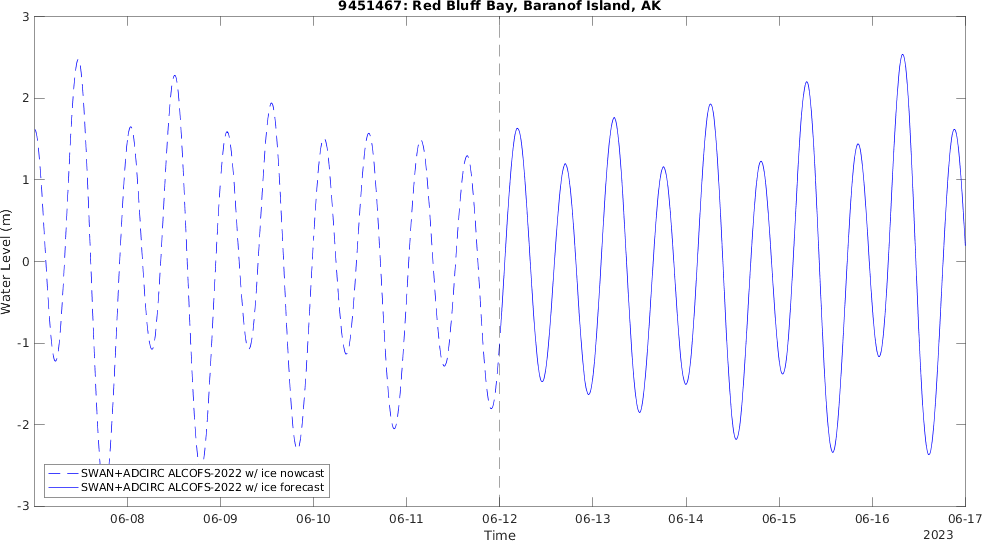 9451467: Red Bluff Bay, Baranof Island, AK
3
2
1
0
-1
-2
-3
Water Level (m)
SWAN+ADCIRC ALCOFS-2022 w/ ice nowcast
SWAN+ADCIRC ALCOFS-2022 w/ ice forecast
06-08 06-09 06-10 06-11 06-12 06-13 06-14 06-15 06-16 06-17
Time
2023